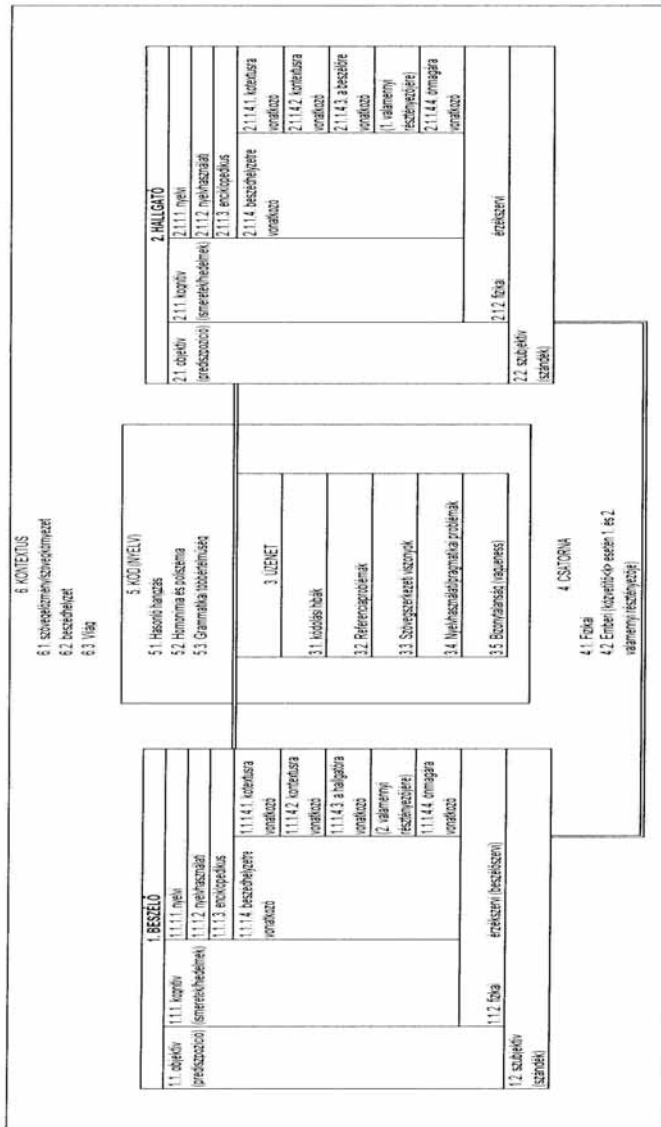 6. KONTEXTUS
6.1. szövegelőzmény/szövegkörnyezet
6.2. beszédhelyzet
6.3. Világ
1. BESZÉLŐ
1.1. objektív
(prediszpozíció)
1.1.1. kognitív
(ismeretek/hiedelmek)
1.1.1.1. nyelvi
1.1.1.2. nyelvhasználati
1.1.1.3. enciklopedikus
1.1.1.4. beszédhelyzetre
vonatkozó
1.1.1.4.1. kotextusra
vonatkozó
1.1.1.4.2. kontextusra
vonatkozó
1.1.1.4.3. a hallgatóra
vonatkozó
(2. valamennyi
résztényezőjére)
1.1.1.4.4. önmagára
vonatkozó
1.1.2. fizikai
érzékszervi (beszélőszervi)
1.2. szubjektív
(szándék)
5. KÓD (NYELV)
5.1. Hasonló hangzás
5.2. Homonímia és poliszémia
5.3. Grammatikai többértelműség
3. ÜZENET
3.1. kódolási hibák
3.2. Referenciaproblémák
3.3. Szövegszerkezeti viszonyok
3.4. Nyelvhasználati/pragmatikai problémák
3.5. Bizonytalanság (vagueness)
4. CSATORNA
4.1. Fizikai
4.2. Emberi (közvetítő<k> esetén 1. és 2.
valamennyi résztényezője)
2. HALLGATÓ
2.1. objektív
(prediszpozíció)
2.1.1. kognitív
(ismeretek/hiedelmek)
2.1.1.1. nyelvi
2.1.1.2. nyelvhasználati
2.1.1.3. enciklopedikus
2.1.1.4. beszédhelyzetre
vonatkozó
2.1.1.4.1. kotextusra
vonatkozó
2.1.1.4.2. kontextusra
vonatkozó
2.1.1.4.3. a beszélőre
vonatkozó
(1. valamennyi
résztényezőjére)
2.1.1.4.4. önmagára
vonatkozó
2.1.2. fizikai
érzékszervi
2.2. szubjektív
(szándék)